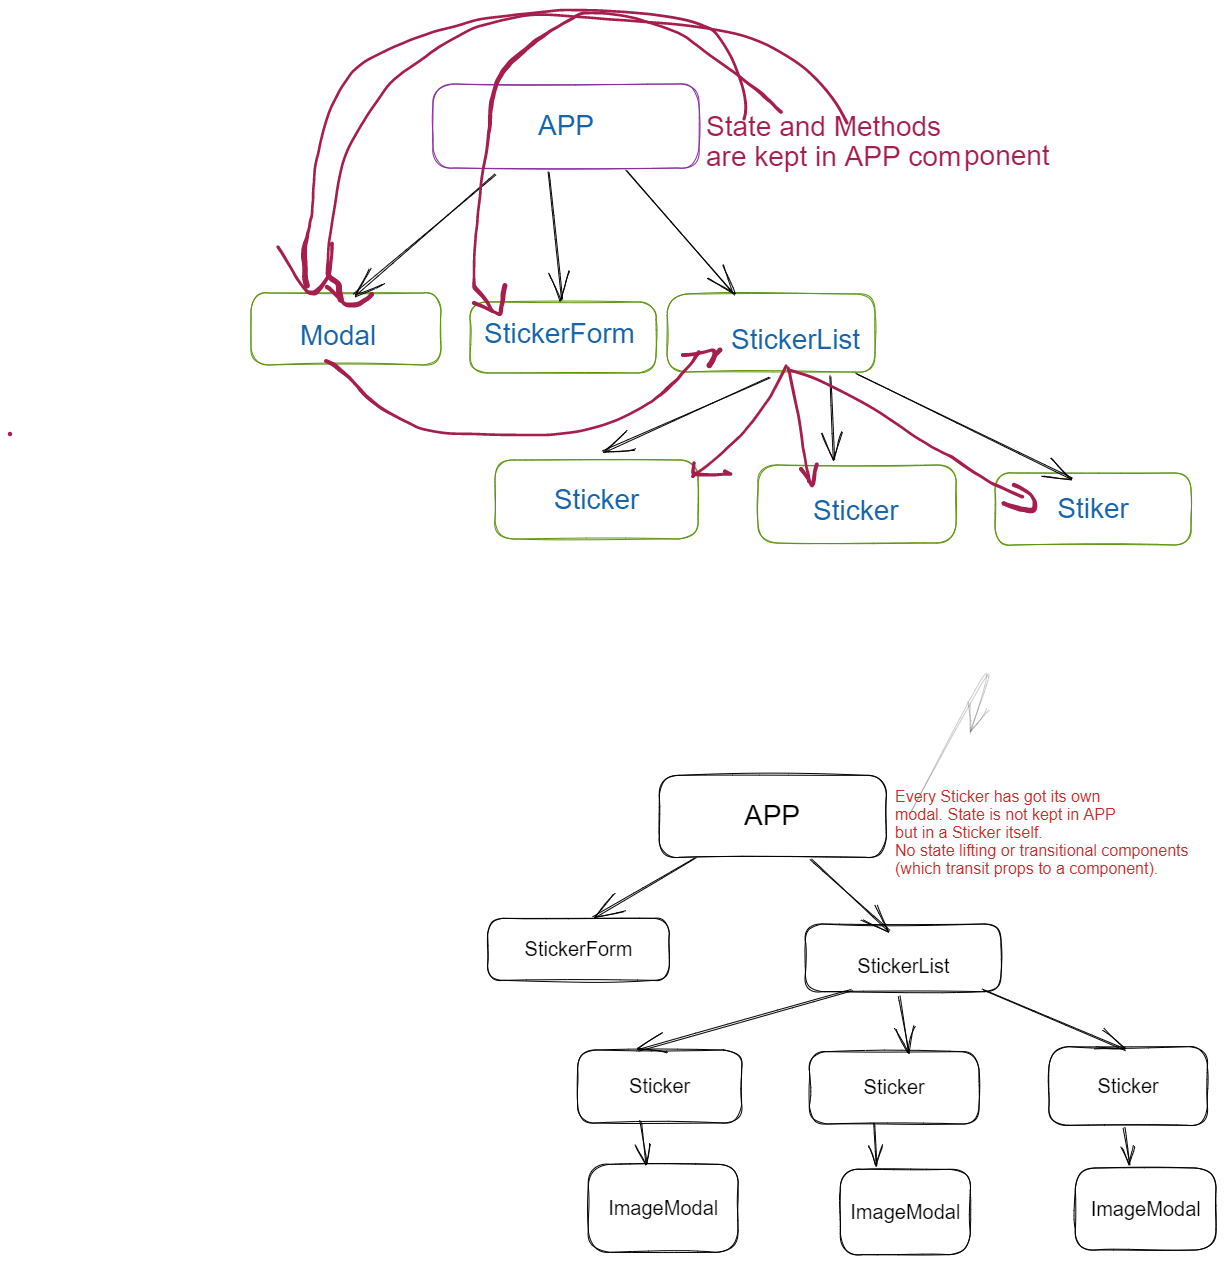 APP
State and Methods
are kept in APP component
Modal
StickerForm
StickerList
Sticker
Sticker
Stiker
APP
Every Sticker has got its own
modal. State is not kept in APP
but in a Sticker itself.
No state lifting or transitional components
(which transit props to a component).
StickerForm
StickerList
Sticker
Sticker
Sticker
ImageModal
ImageModal
ImageModal